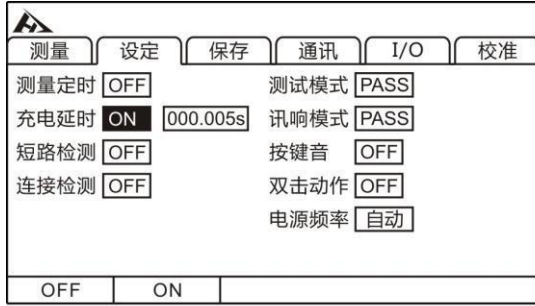 测量 设定 保存 通讯 I/O 校准
测量定时 OFF 测试模式 PASS
充电延时 ON 000.005s 讯响模式 PASS
短路检测 OFF 按键音 OFF
连接检测 OFF 双击动作 OFF
电源频率 自动
OFF ON